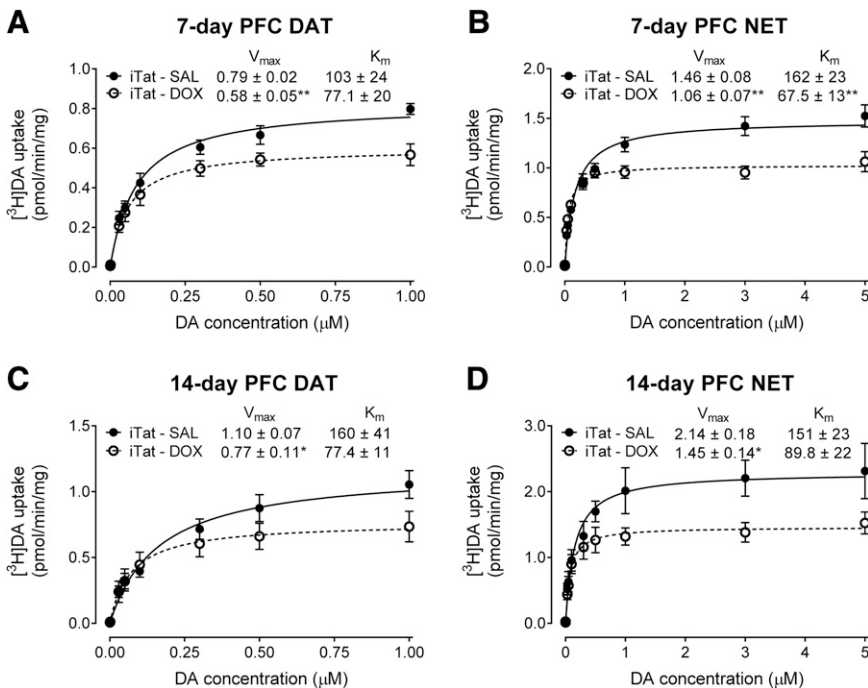 A
7-day PFC DAT
V_max K_m
iTat - SAL 0.79 ± 0.02 103 ± 24
iTat - DOX 0.58 ± 0.05** 77.1 ± 20
[³H]DA uptake
(pmol/min/mg)
1.0
0.8
0.6
0.4
0.2
0.0
0.00 0.25 0.50 0.75 1.00
DA concentration (μM)
B
7-day PFC NET
V_max K_m
iTat - SAL 1.46 ± 0.08 162 ± 23
iTat - DOX 1.06 ± 0.07** 67.5 ± 13**
[³H]DA uptake
(pmol/min/mg)
2.0
1.5
1.0
0.5
0.0
0 1 2 3 4 5
DA concentration (μM)
C
14-day PFC DAT
V_max K_m
iTat - SAL 1.10 ± 0.07 160 ± 41
iTat - DOX 0.77 ± 0.11* 77.4 ± 11
[³H]DA uptake
(pmol/min/mg)
1.5
1.0
0.5
0.0
0.00 0.25 0.50 0.75 1.00
DA concentration (μM)
D
14-day PFC NET
V_max K_m
iTat - SAL 2.14 ± 0.18 151 ± 23
iTat - DOX 1.45 ± 0.14* 89.8 ± 22
[³H]DA uptake
(pmol/min/mg)
3.0
2.0
1.0
0.0
0 1 2 3 4 5
DA concentration (μM)